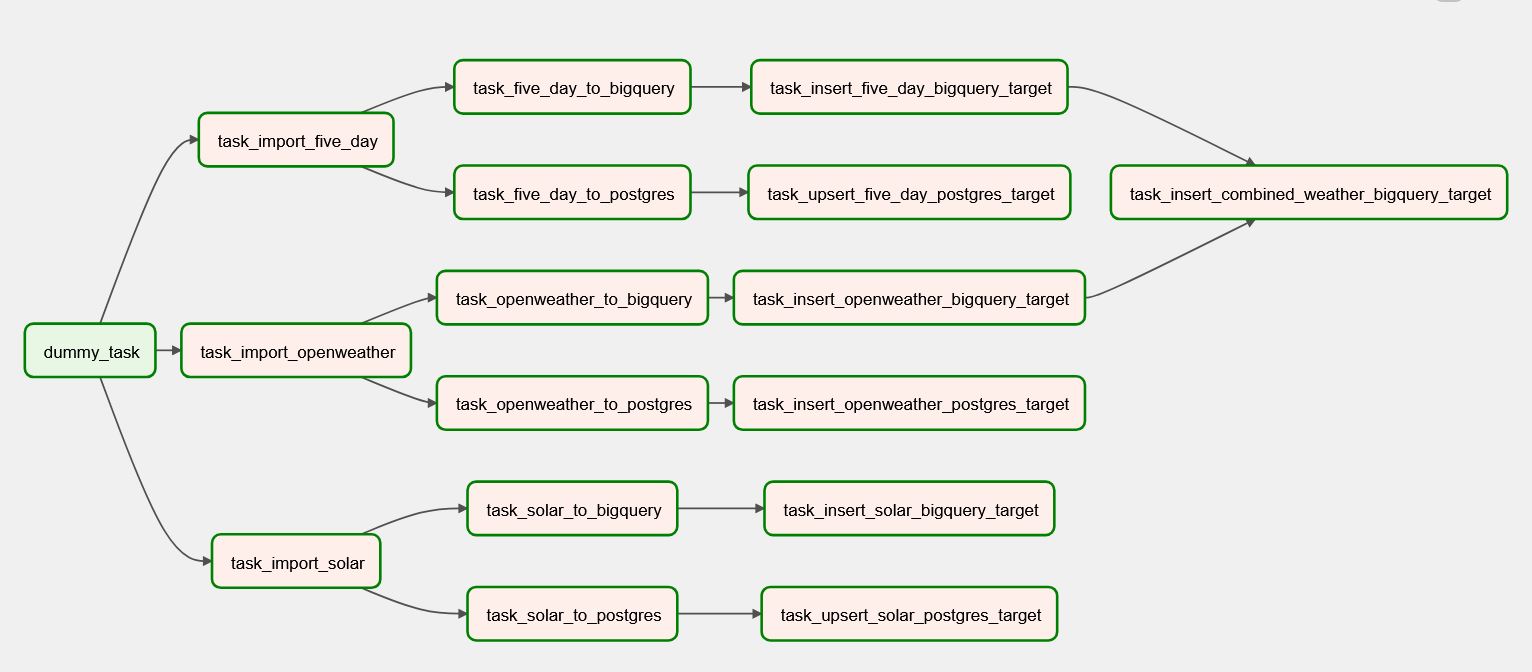 task_five_day_to_bigquery
task_insert_five_day_bigquery_target
task_import_five_day
task_five_day_to_postgres
task_upsert_five_day_postgres_target
task_insert_combined_weather_bigquery_target
task_openweather_to_bigquery
task_insert_openweather_bigquery_target
dummy_task
task_import_openweather
task_openweather_to_postgres
task_insert_openweather_postgres_target
task_solar_to_bigquery
task_insert_solar_bigquery_target
task_import_solar
task_solar_to_postgres
task_upsert_solar_postgres_target